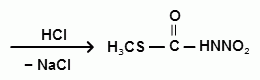 HCl
– NaCl
O
H₃CS – C – HNNO₂